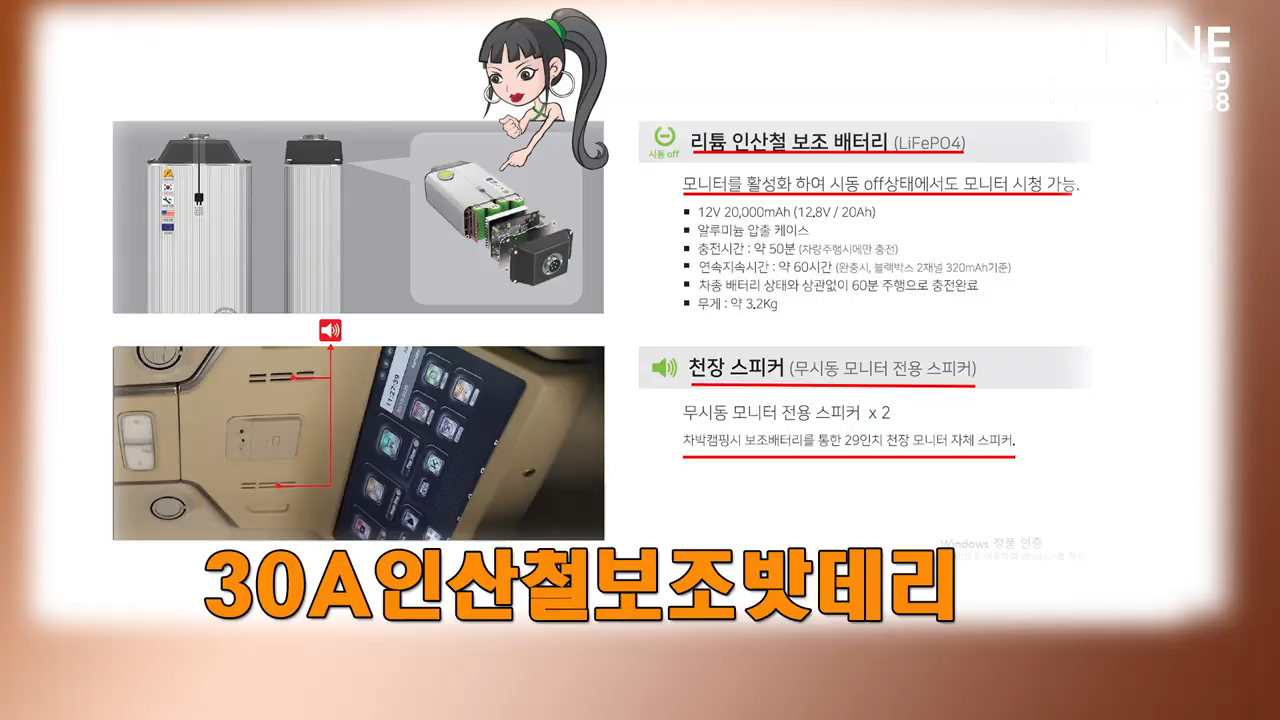 NE
59
08
시동 off
리튬 인산철 보조 배터리 (LiFePO4)
모니터를 활성화 하여 시동 off상태에서도 모니터 시청 가능.
■ 12V 20,000mAh (12.8V / 20Ah)
■ 알루미늄 압출 케이스
■ 충전시간 : 약 50분 (차량주행시에만 충전)
■ 연속지속시간 : 약 60시간 (완충시, 블랙박스 2채널 320mAh기준)
■ 차종 배터리 상태와 상관없이 60분 주행으로 충전완료
■ 무게 : 약 3.2Kg
천장 스피커 (무시동 모니터 전용 스피커)
무시동 모니터 전용 스피커 x 2
차박캠핑시 보조배터리를 통한 29인치 천장 모니터 자체 스피커.
11:27:39
Windows 정품 인증
30A인산철보조밧테리